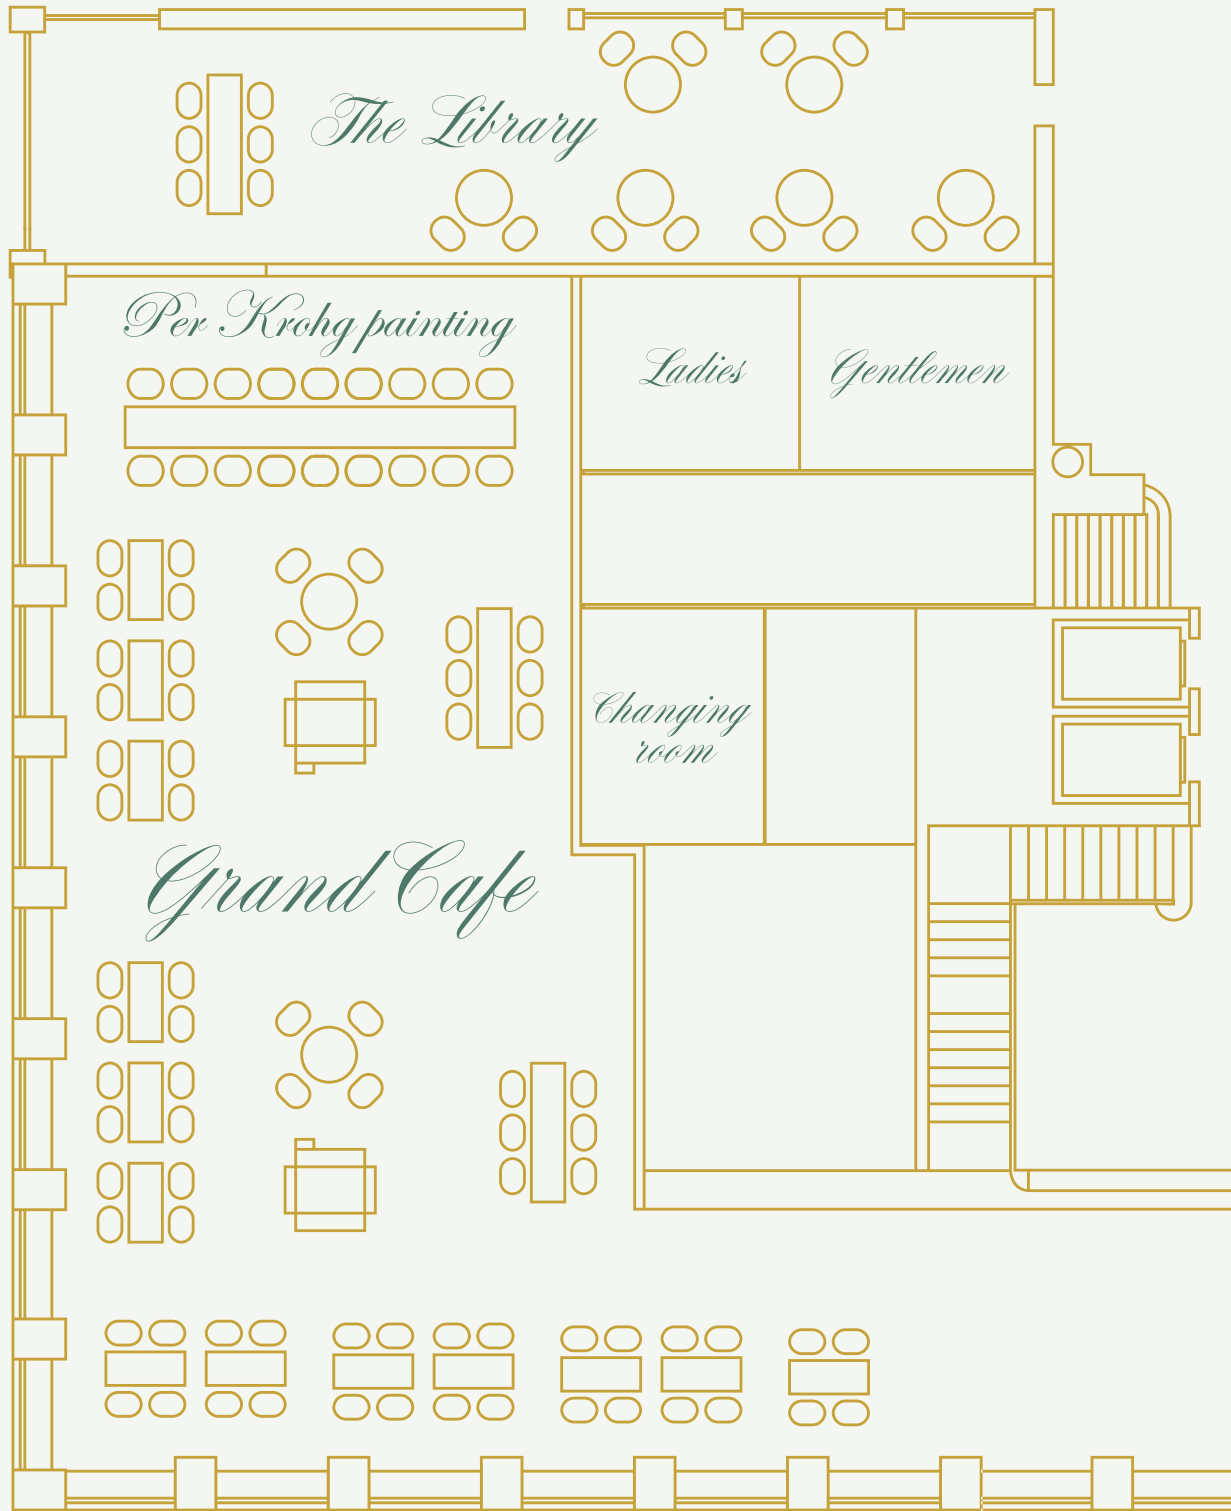 The Library
Per Krohg painting
Ladies
Gentlemen
Changing
room
Grand Cafe